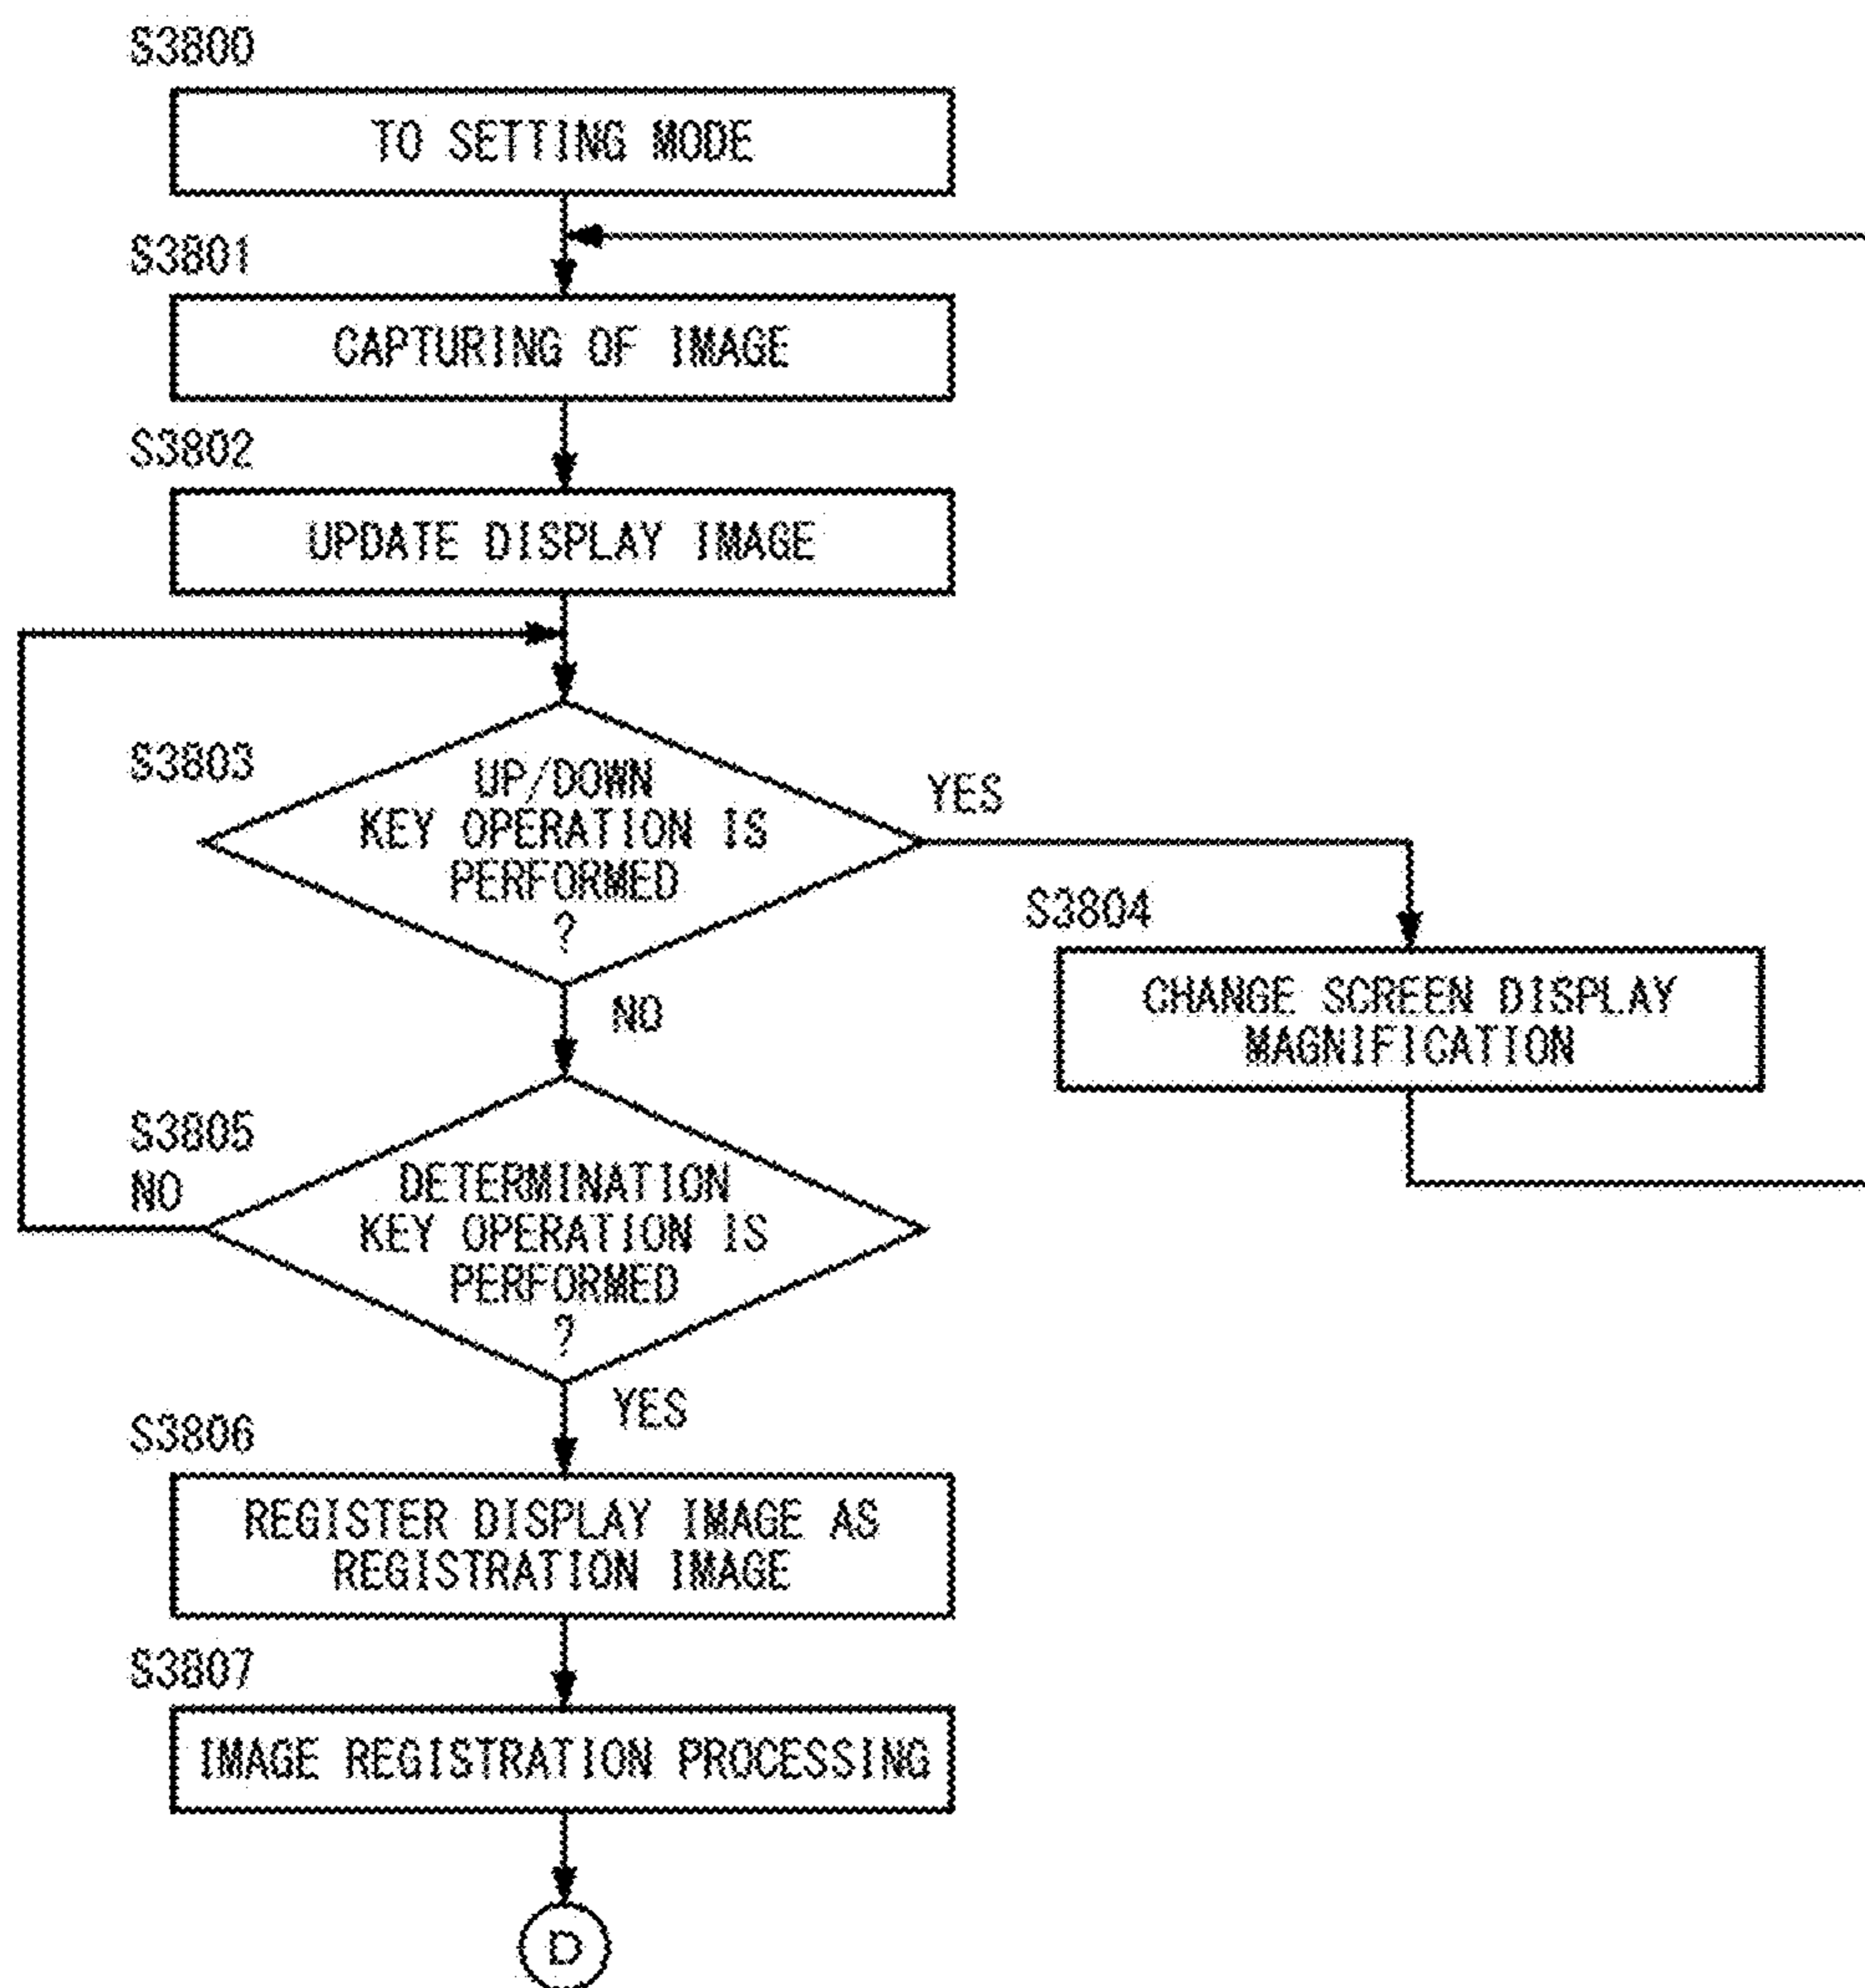 S3800
TO SETTING MODE
S3801
CAPTURING OF IMAGE
S3802
UPDATE DISPLAY IMAGE
S3803
UP/DOWN
KEY OPERATION IS
PERFORMED
?
YES
S3804
CHANGE SCREEN DISPLAY
MAGNIFICATION
NO
S3805
NO
DETERMINATION
KEY OPERATION IS
PERFORMED
?
YES
S3806
REGISTER DISPLAY IMAGE AS
REGISTRATION IMAGE
S3807
IMAGE REGISTRATION PROCESSING
D